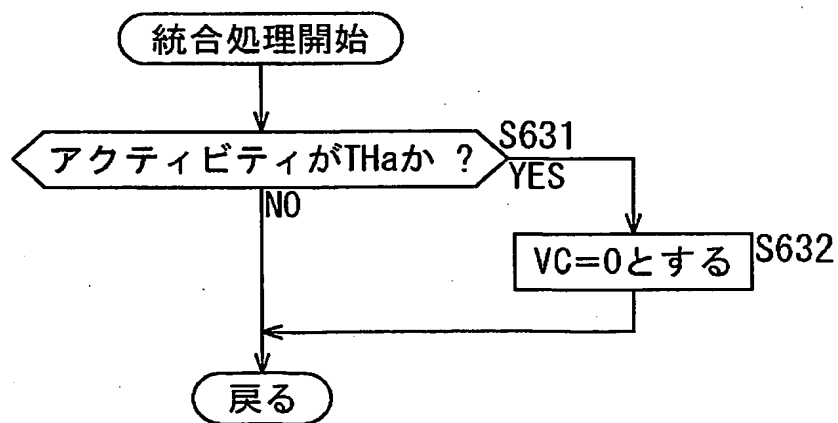 統合処理開始
アクティビティがTHaか ?
S631
YES
NO
VC=0とする
S632
戻る